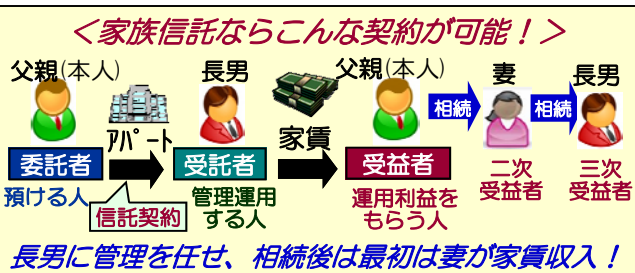 ＜家族信託ならこんな契約が可能！＞
父親(本人)
長男
父親(本人)
妻
長男
アパート
家賃
相続
相続
委託者
受託者
受益者
二次
受益者
三次
受益者
預ける人
信託契約
管理運用
する人
運用利益を
もらう人
長男に管理を任せ、相続後は最初は妻が家賃収入！